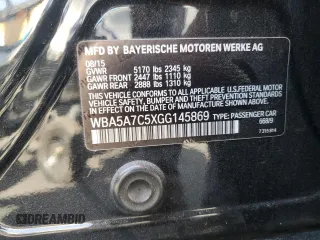 MFD BY BAYERISCHE MOTOREN WERKE AG
08/15
GVWR 5170 lbs 2345 kg
GAWR FRONT 2447 lbs 1110 kg
GAWR REAR 2888 lbs 1310 kg
THIS VEHICLE CONFORMS TO ALL APPLICABLE
U.S. FEDERAL MOTOR VEHICLE SAFETY, BUMPER,
AND THEFT PREVENTION STANDARDS IN EFFECT
ON THE DATE OF MANUFACTURE SHOWN ABOVE.
WBA5A7C5XGG145869 TYPE: PASSENGER CAR
668/9
DREAMBID